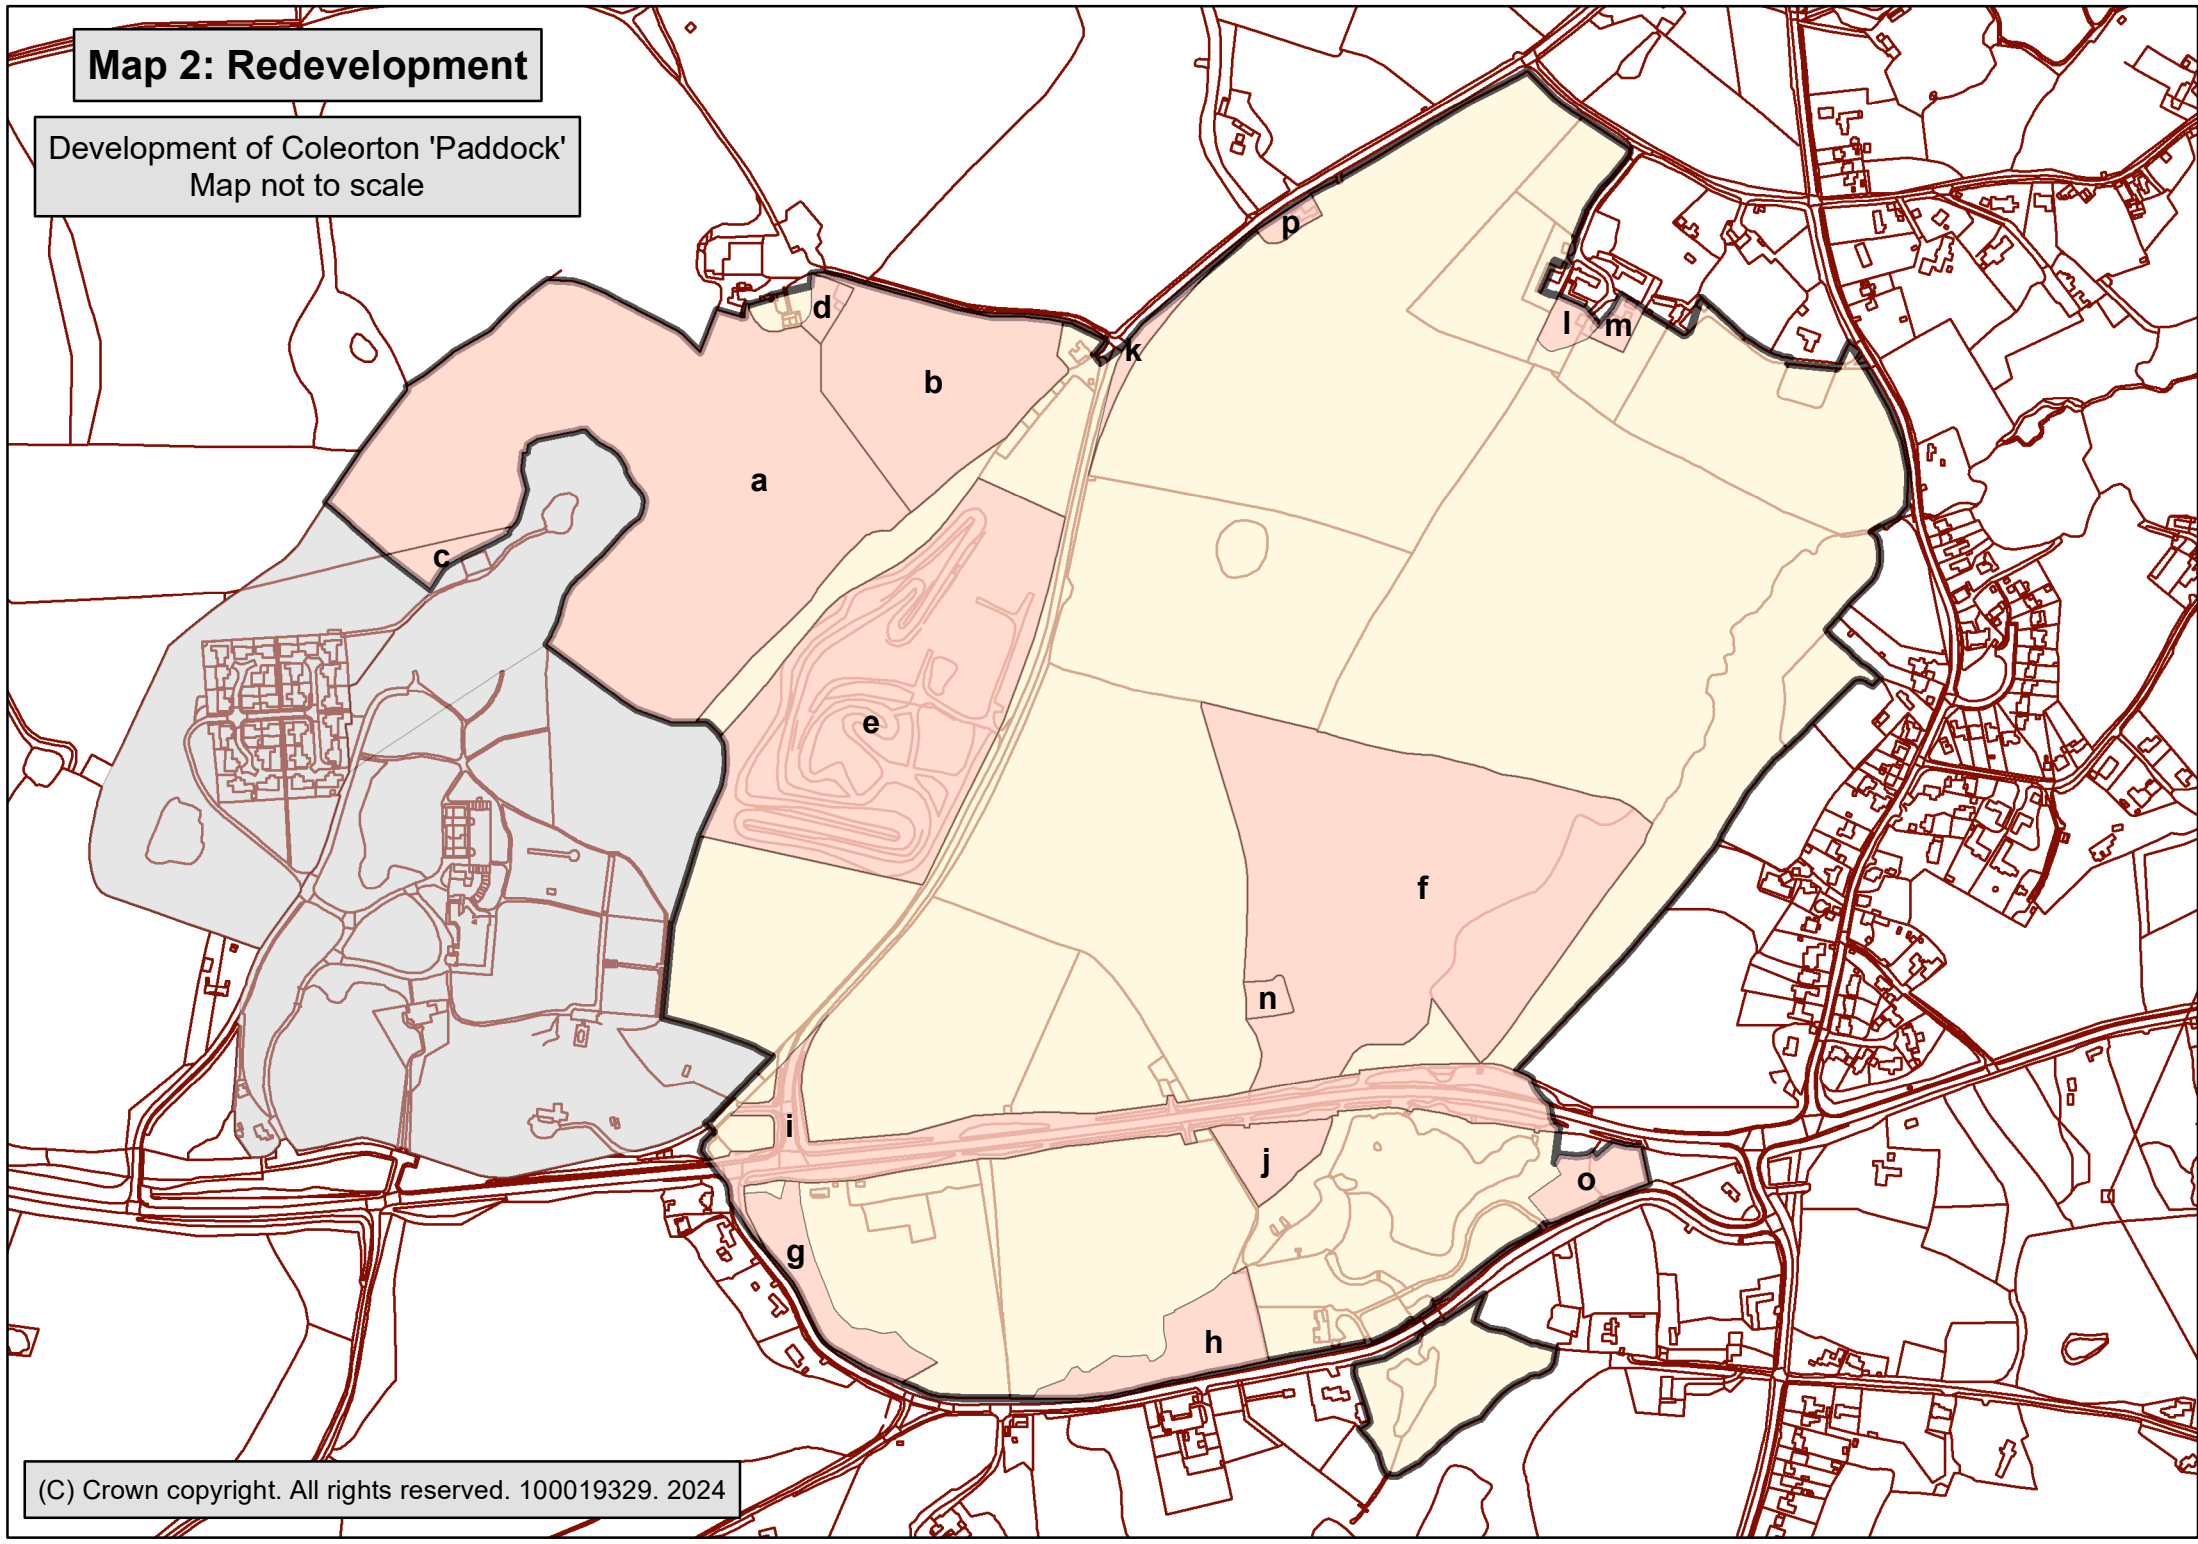 Map 2: Redevelopment
Development of Coleorton 'Paddock'
Map not to scale
p
d
l
m
k
b
a
c
e
f
n
i
j
o
g
h
(C) Crown copyright. All rights reserved. 100019329. 2024